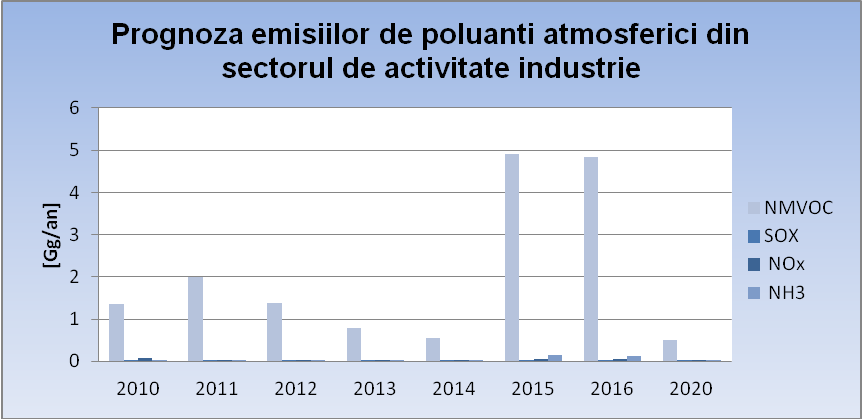 Prognoza emisiilor de poluanti atmosferici din
sectorul de activitate industrie
6
5
4
3
2
1
0
[Gg/an]
2010 2011 2012 2013 2014 2015 2016 2020
NMVOC
SOX
NOx
NH3